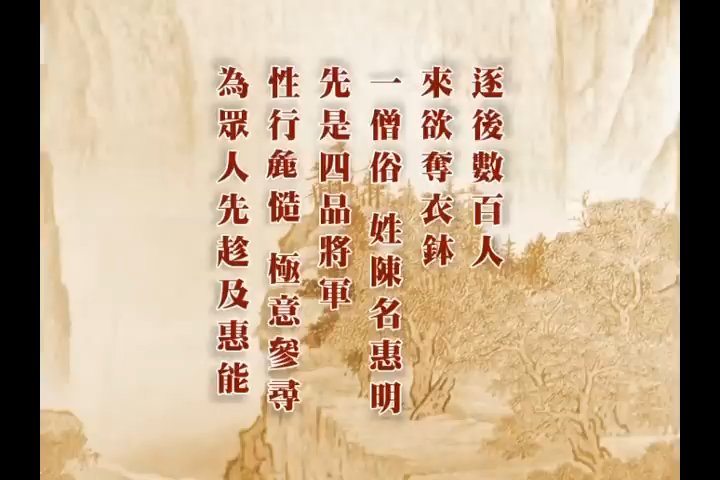 逐後數百人
來欲奪衣鉢
一僧俗 姓陳名惠明
先是四品將軍
性行麁慥 極意參尋
為眾人先趁及惠能